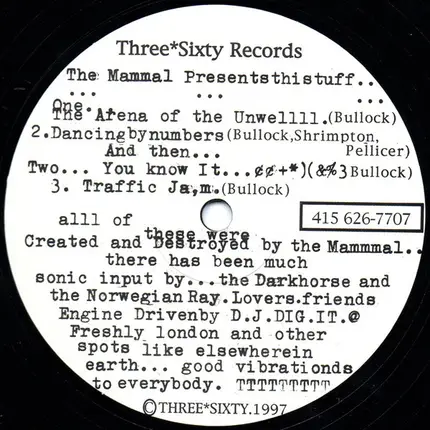 Three*Sixty Records
The Mammal Presentsthistuff..
... ... ...
One..
The Arena of the Unwellll.(Bullock)
2.Dancingbynumbers(Bullock,Shrimpton,
And then... Pellicer)
Two... You know It...¢¢+*)(&%3Bullock)
3. Traffic Ja,m.(Bullock)
alll of
these were
415 626-7707
Created and Destroyed by the Mammmal..
there has been much
sonic input by...the Darkhorse and
the Norwegian Ray.Lovers.friends
Engine Drivenby D.J.DIG.IT.@
Freshly london and other
spots like elsewherein
earth... good vibrationds
to everybody. TTTTTTTTT
©THREE*SIXTY.1997